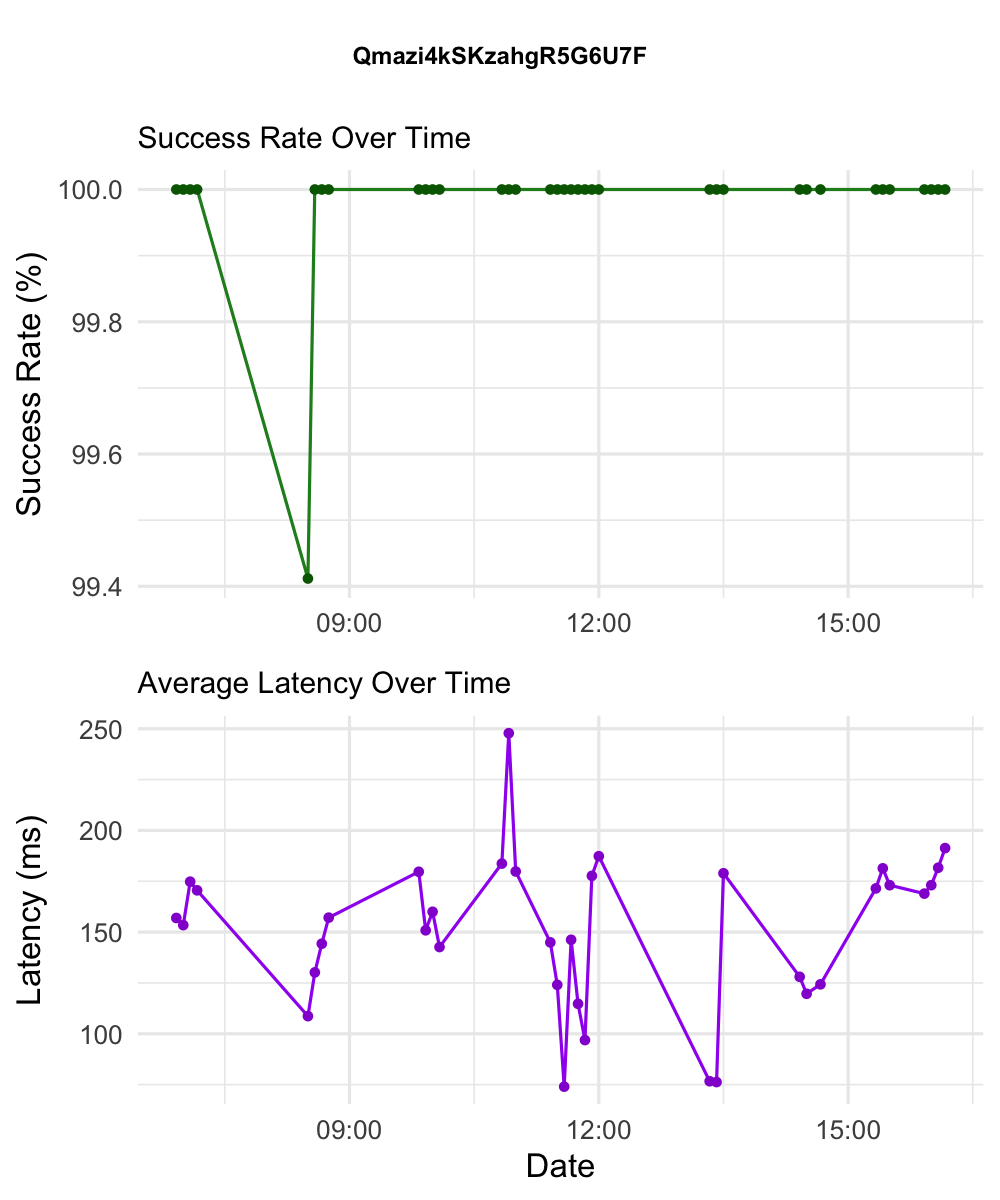 Qmazi4kSKzahgR5G6U7F
Success Rate Over Time
Success Rate (%)
100.0
99.8
99.6
99.4
09:00 12:00 15:00
Average Latency Over Time
Latency (ms)
250
200
150
100
09:00 12:00 15:00
Date